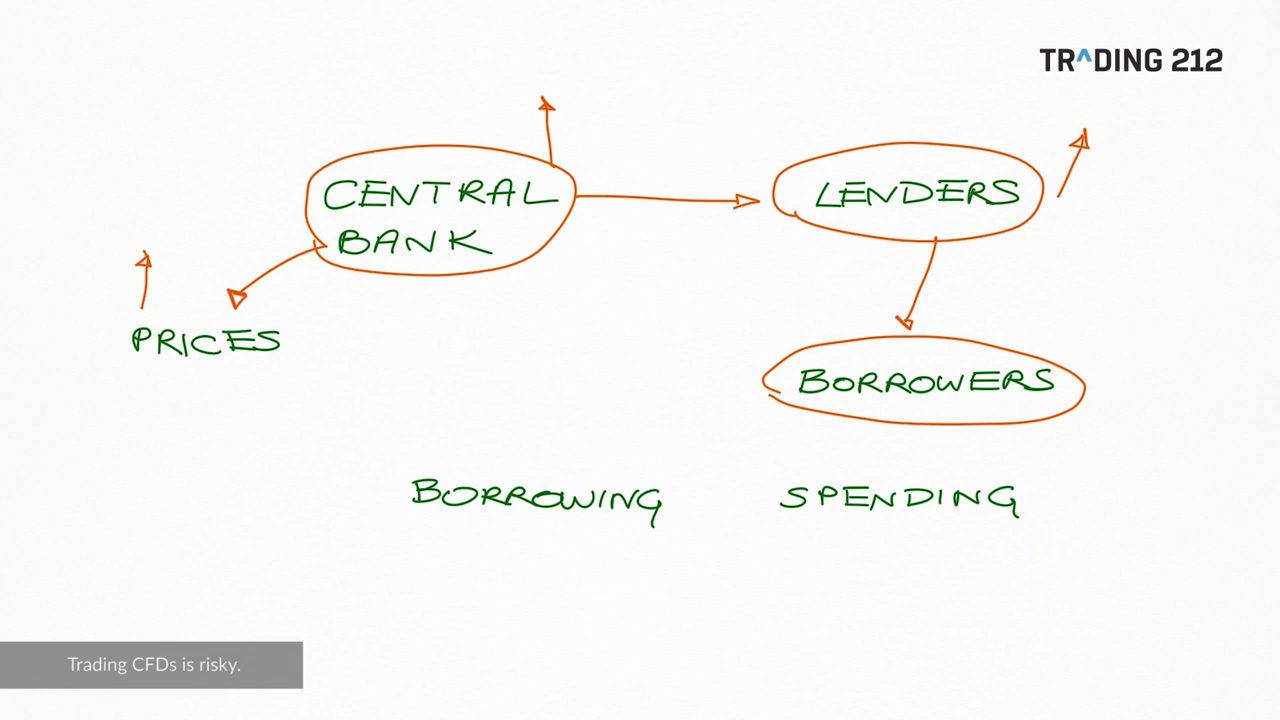 TRADING 212
CENTRAL
BANK
LENDERS
PRICES
BORROWERS
BORROWING
SPENDING
Trading CFDs is risky.